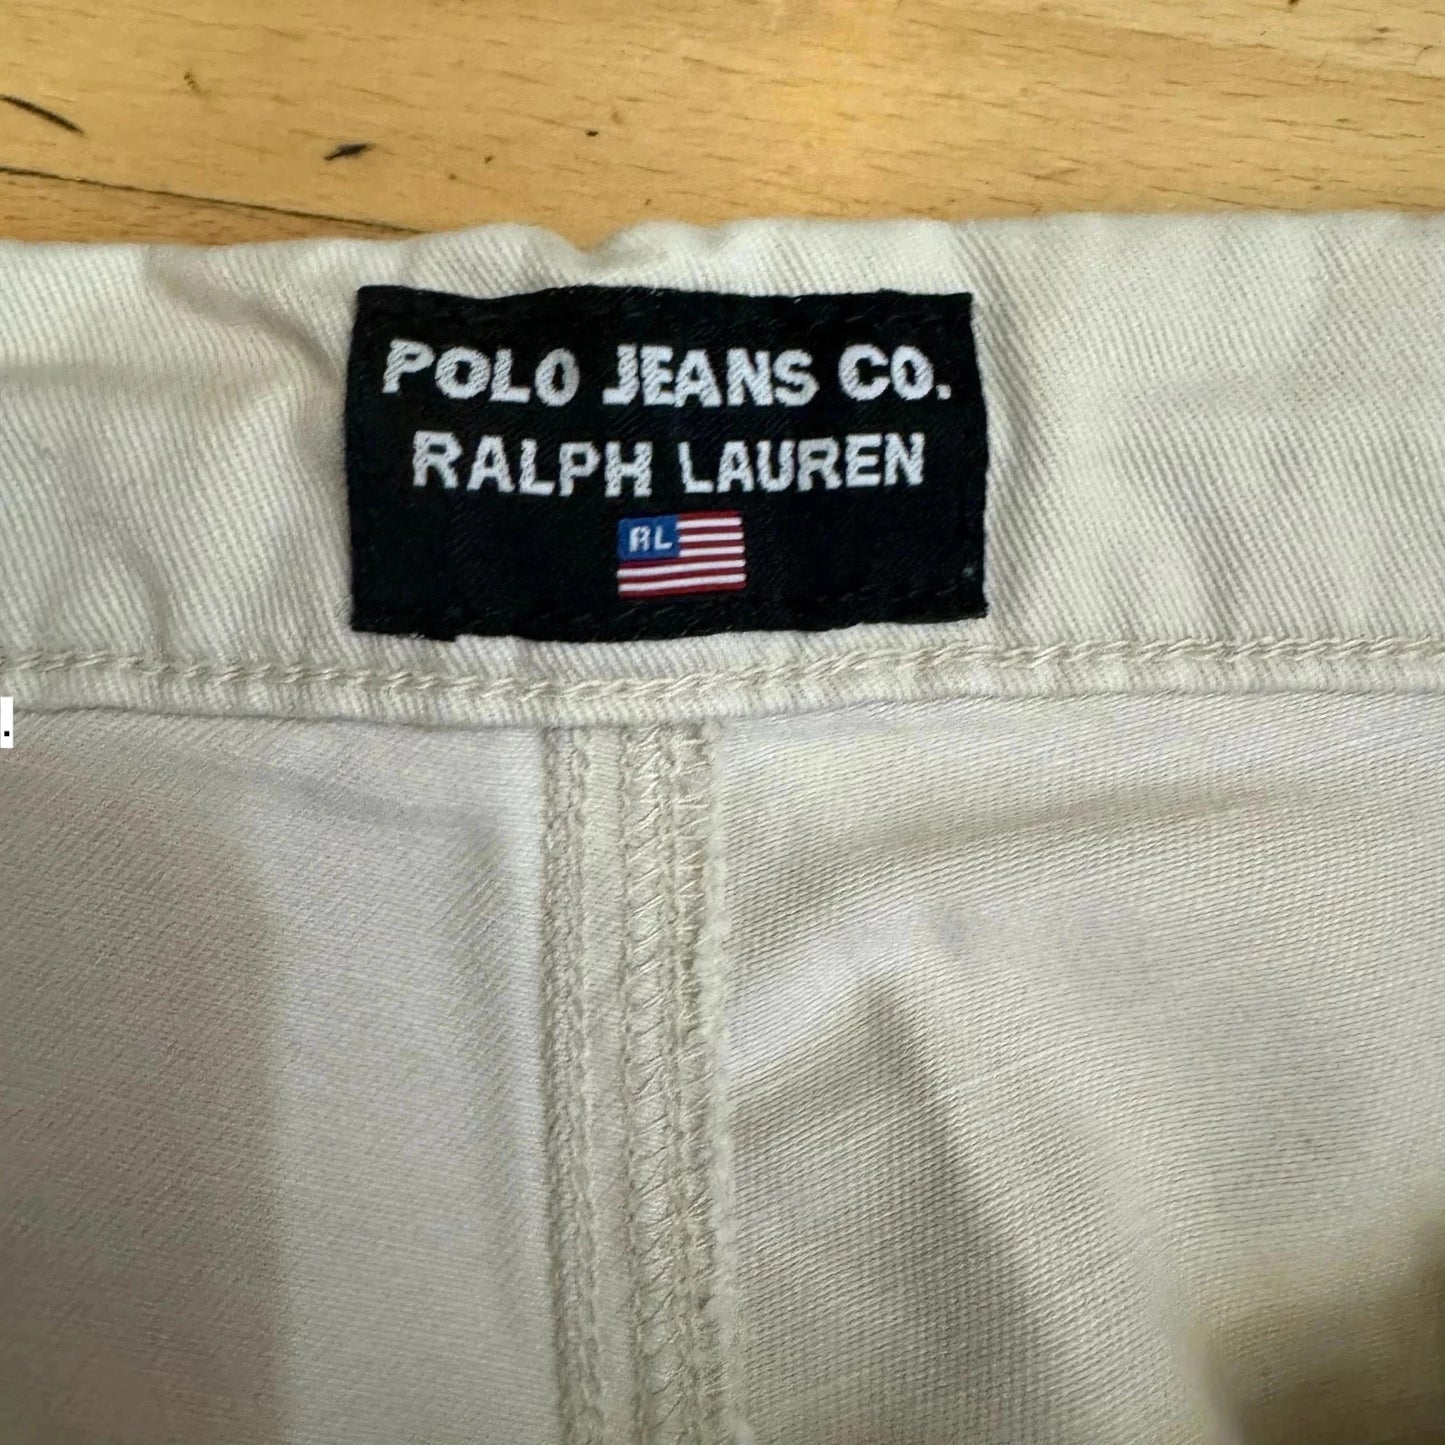 POLO JEANS CO.
RALPH LAUREN
RL
.